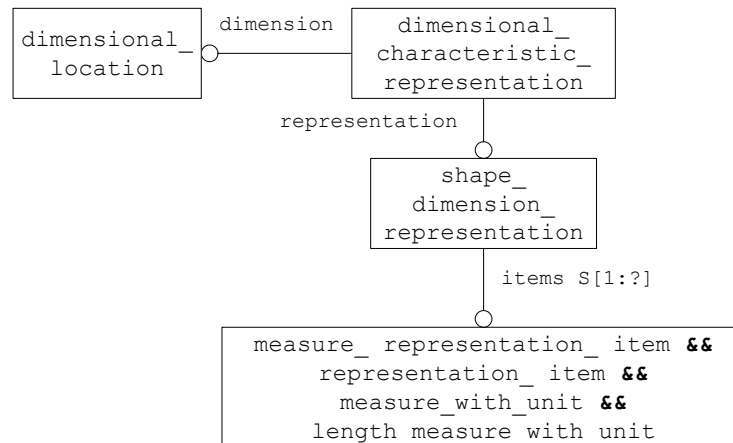 dimensional_
location
dimension
dimensional_
characteristic_
representation
representation
shape_
dimension_
representation
items S[1:?]
measure_ representation_ item &&
representation_ item &&
measure_with_unit &&
length measure with unit